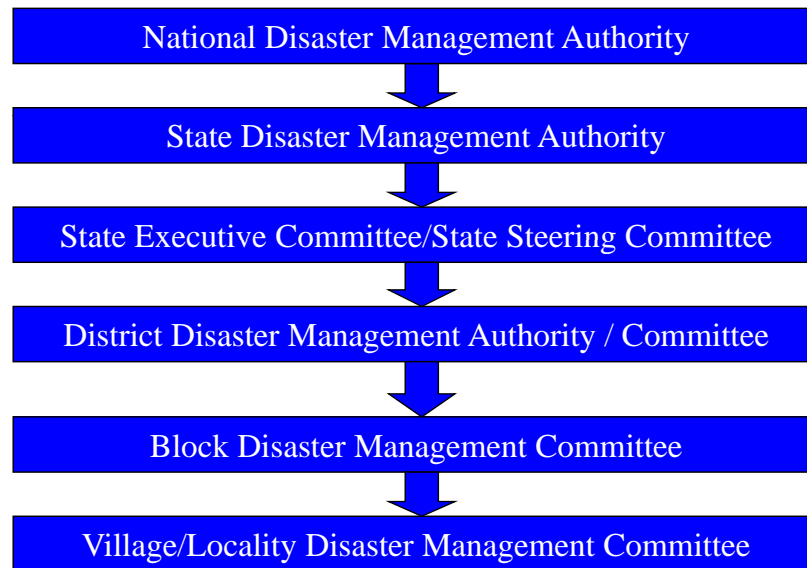 National Disaster Management Authority
State Disaster Management Authority
State Executive Committee/State Steering Committee
District Disaster Management Authority / Committee
Block Disaster Management Committee
Village/Locality Disaster Management Committee